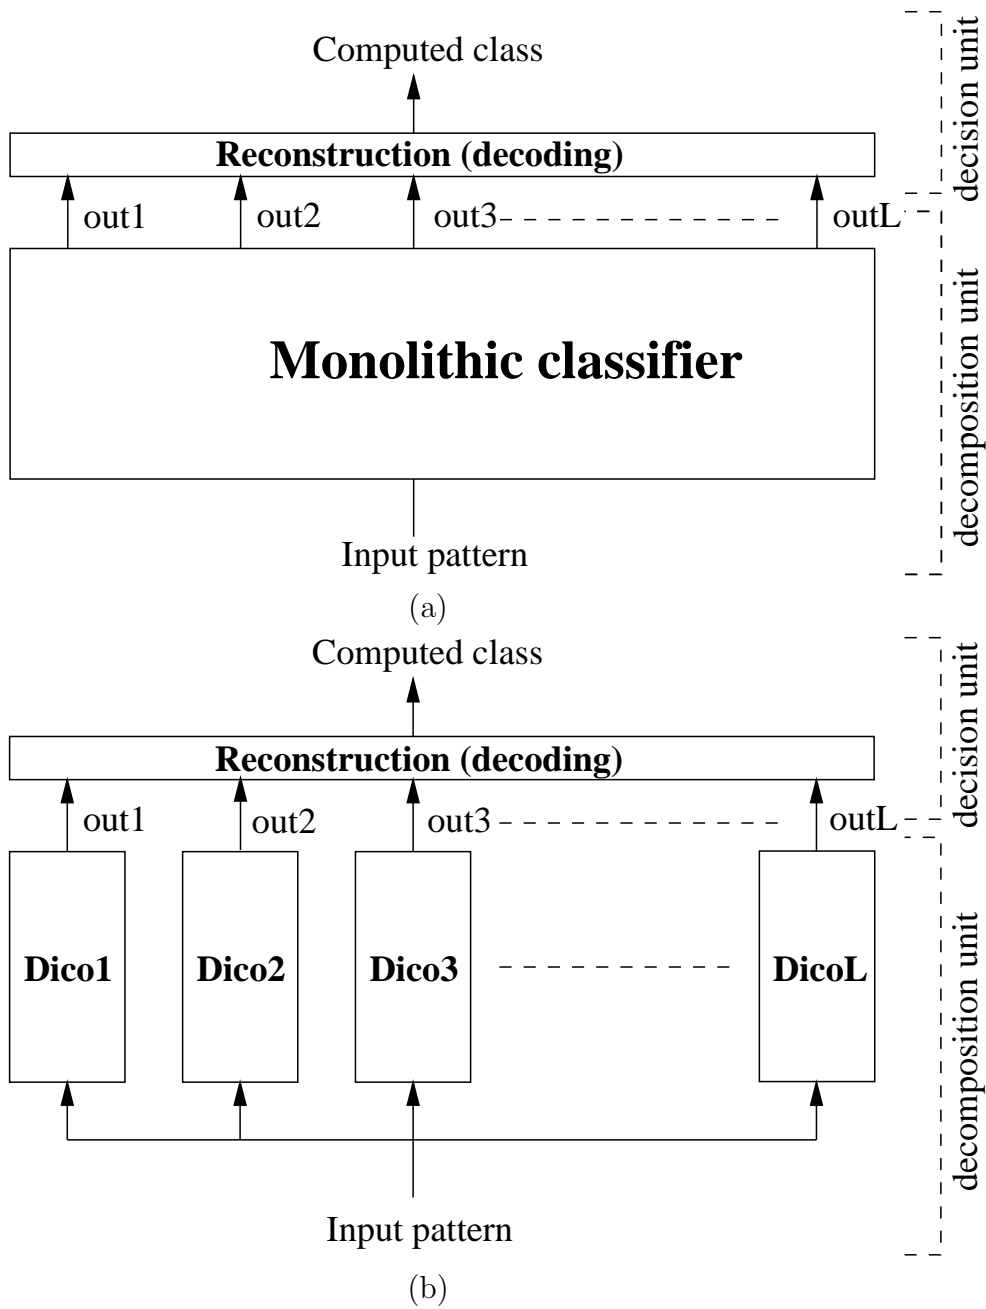 Computed class
decision unit
Reconstruction (decoding)
out1 out2 out3 outL
decomposition unit
Monolithic classifier
Input pattern
(a)
Computed class
decision unit
Reconstruction (decoding)
out1 out2 out3 outL
decomposition unit
Dico1 Dico2 Dico3 DicoL
Input pattern
(b)